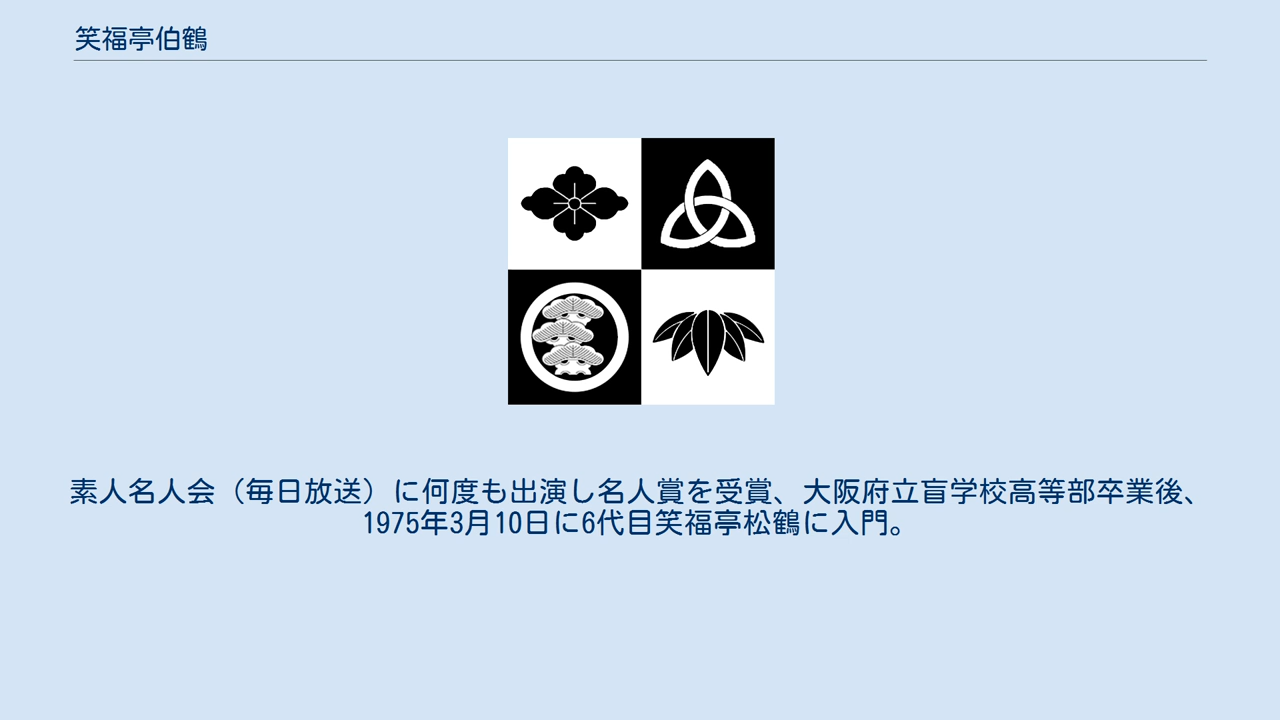 笑福亭伯鶴
素人名人会（毎日放送）に何度も出演し名人賞を受賞、大阪府立盲学校高等部卒業後、
1975年3月10日に6代目笑福亭松鶴に入門。